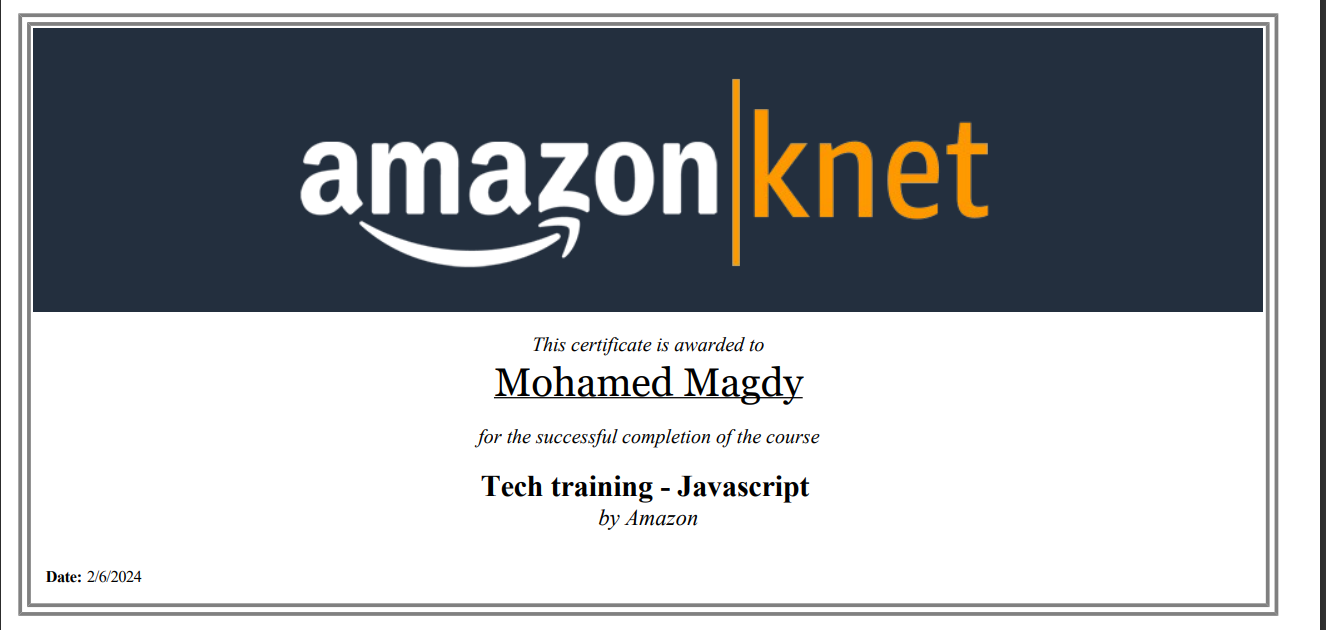 amazon|knet
This certificate is awarded to
Mohamed Magdy
for the successful completion of the course
Tech training - Javascript
by Amazon
Date: 2/6/2024